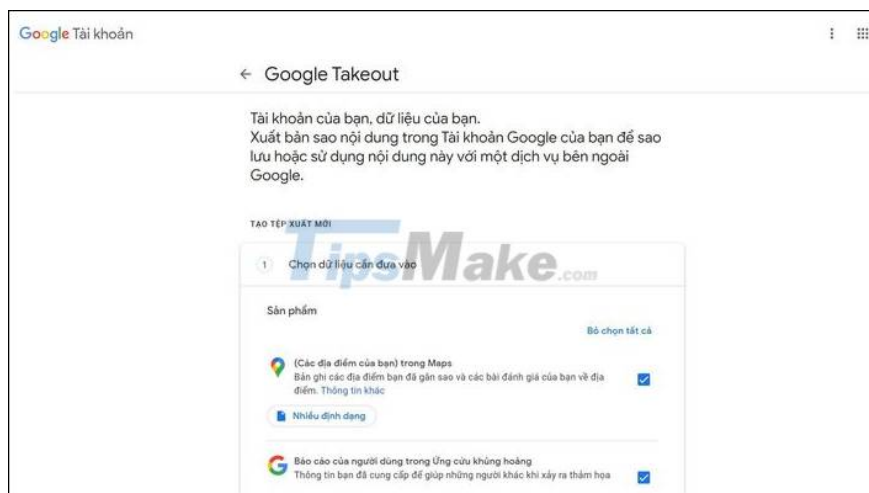 Google Tài khoản
Google Takeout
Tài khoản của bạn, dữ liệu của bạn.
Xuất bản sao nội dung trong Tài khoản Google của bạn để sao
lưu hoặc sử dụng nội dung này với một dịch vụ bên ngoài
Google.
TẠO TỆP XUẤT MỚI
TipsMake.com
1 Chọn dữ liệu cần đưa vào
Sản phẩm
Bỏ chọn tất cả
(Các địa điểm của bạn) trong Maps
Bản ghi các địa điểm bạn đã gắn sao và các bài đánh giá của bạn về địa
điểm. Thông tin khác
Nhiều định dạng
Báo cáo của người dùng trong Ứng cứu khủng hoảng
Thông tin bạn đã cung cấp để giúp những người khác khi xảy ra thảm họa